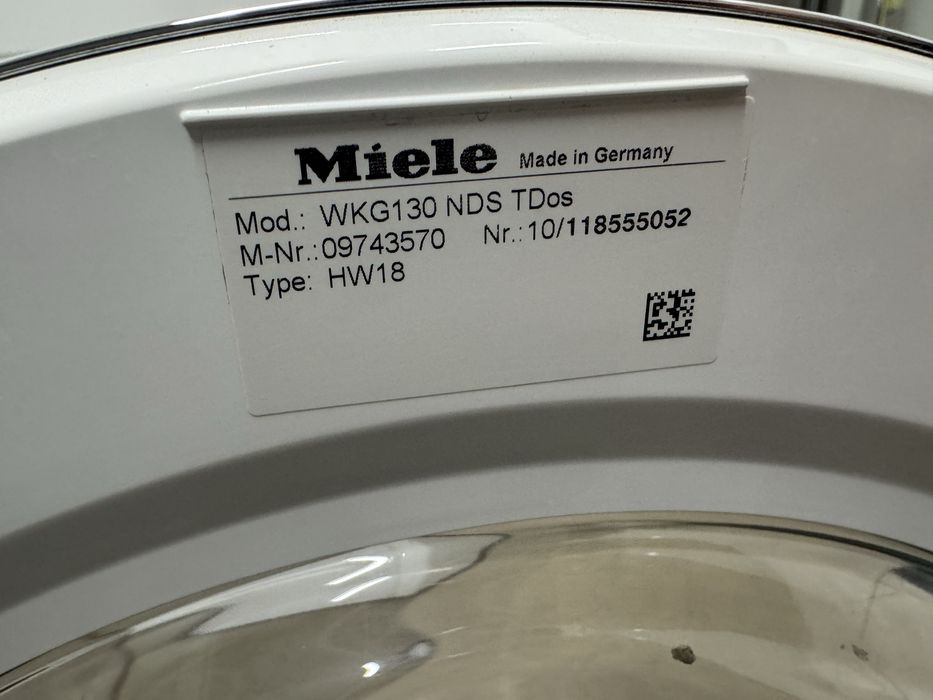 Miele Made in Germany
Mod.: WKG130 NDS TDos
M-Nr.:09743570 Nr.:10/118555052
Type: HW18